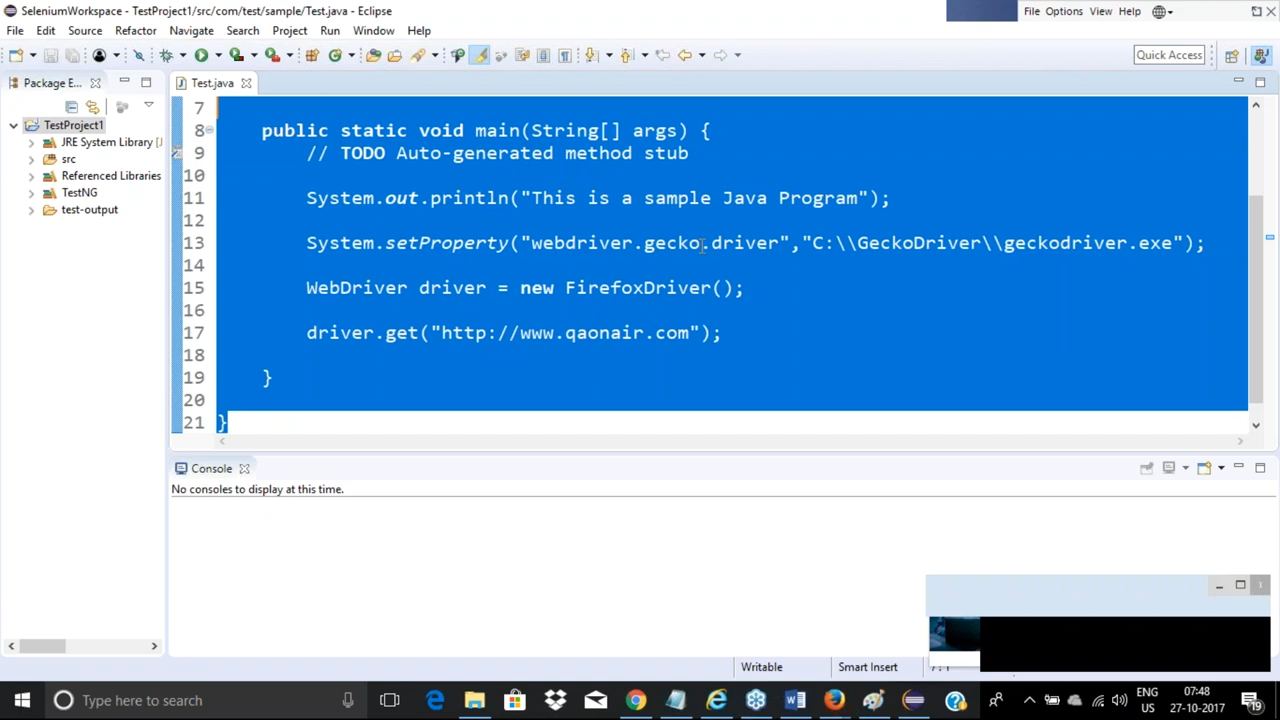 SeleniumWorkspace - TestProject1/src/com/test/sample/Test.java - Eclipse
File Options View Help
File Edit Source Refactor Navigate Search Project Run Window Help
Quick Access
Package E...
Test.java
TestProject1
JRE System Library [J
src
Referenced Libraries
TestNG
test-output
7
8 public static void main(String[] args) {
9 // TODO Auto-generated method stub
10
11 System.out.println("This is a sample Java Program");
12
13 System.setProperty("webdriver.gecko.driver","C:\\GeckoDriver\\geckodriver.exe");
14
15 WebDriver driver = new FirefoxDriver();
16
17 driver.get("http://www.qaonair.com");
18
19 }
20
21 }
Console
No consoles to display at this time.
Writable
Smart Insert
Type here to search
ENG
US
07:48
27-10-2017
19